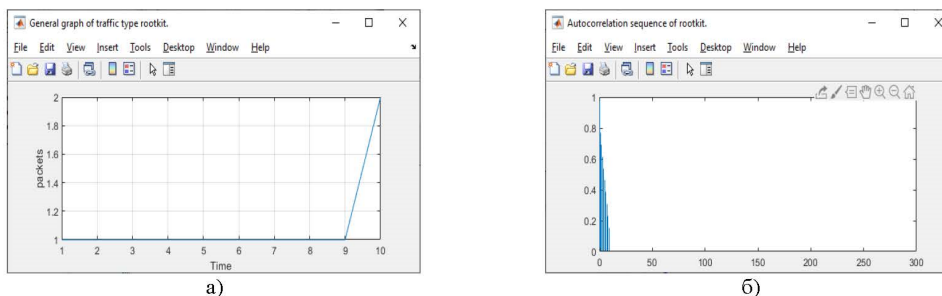 General graph of traffic type rootkit.
File Edit View Insert Tools Desktop Window Help
2
1.8
1.6
1.4
1.2
1
packets
1 2 3 4 5 6 7 8 9 10
Time
а)
Autocorrelation sequence of rootkit.
File Edit View Insert Tools Desktop Window Help
1
0.8
0.6
0.4
0.2
0
0 50 100 150 200 250 300
б)